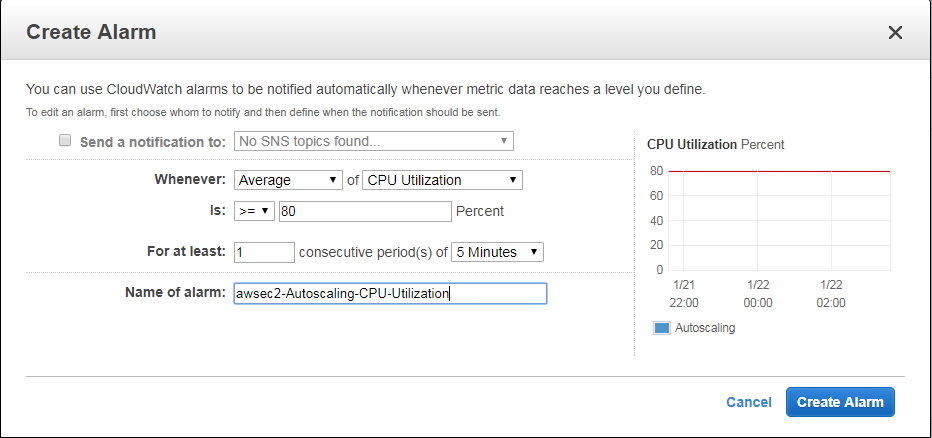 Create Alarm
You can use CloudWatch alarms to be notified automatically whenever metric data reaches a level you define.
To edit an alarm, first choose whom to notify and then define when the notification should be sent.
Send a notification to: No SNS topics found...
Whenever: Average of CPU Utilization
Is: >= 80 Percent
For at least: 1 consecutive period(s) of 5 Minutes
Name of alarm: awsec2-Autoscaling-CPU-Utilization
CPU Utilization Percent
80
60
40
20
0
1/21 1/22 1/22
22:00 00:00 02:00
Autoscaling
Cancel Create Alarm